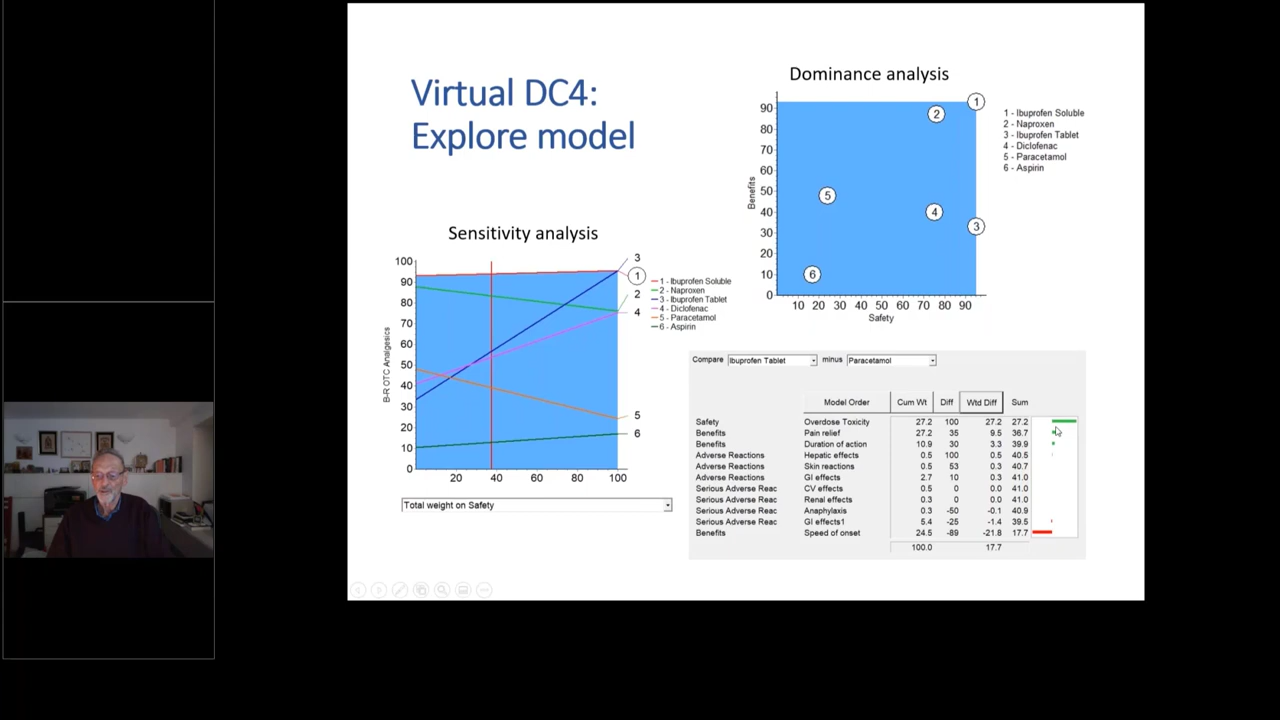 Virtual DC4:
Explore model
Dominance analysis
90
80
70
60
50
40
30
20
10
0
Benefits
10 20 30 40 50 60 70 80 90
Safety
1
2
3
4
5
6
1 - Ibuprofen Soluble
2 - Naproxen
3 - Ibuprofen Tablet
4 - Diclofenac
5 - Paracetamol
6 - Aspirin
Sensitivity analysis
100
90
80
70
60
50
40
30
20
10
0
B-R OTC Analgesics
20 40 60 80 100
3
1
2
4
5
6
1 - Ibuprofen Soluble
2 - Naproxen
3 - Ibuprofen Tablet
4 - Diclofenac
5 - Paracetamol
6 - Aspirin
Total weight on Safety
Compare Ibuprofen Tablet minus Paracetamol
Model Order Cum Wt Diff Wtd Diff Sum
Safety Overdose Toxicity 27.2 100 27.2 27.2
Benefits Pain relief 27.2 35 9.5 36.7
Benefits Duration of action 10.9 30 3.3 39.9
Adverse Reactions Hepatic effects 0.5 100 0.5 40.5
Adverse Reactions Skin reactions 0.5 53 0.3 40.7
Adverse Reactions GI effects 2.7 10 0.3 41.0
Serious Adverse Reac CV effects 0.5 0 0.0 41.0
Serious Adverse Reac Renal effects 0.3 0 0.0 41.0
Serious Adverse Reac Anaphylaxis 0.3 -50 -0.1 40.9
Serious Adverse Reac GI effects1 5.4 -25 -1.4 39.5
Benefits Speed of onset 24.5 -89 -21.8 17.7
100.0 17.7